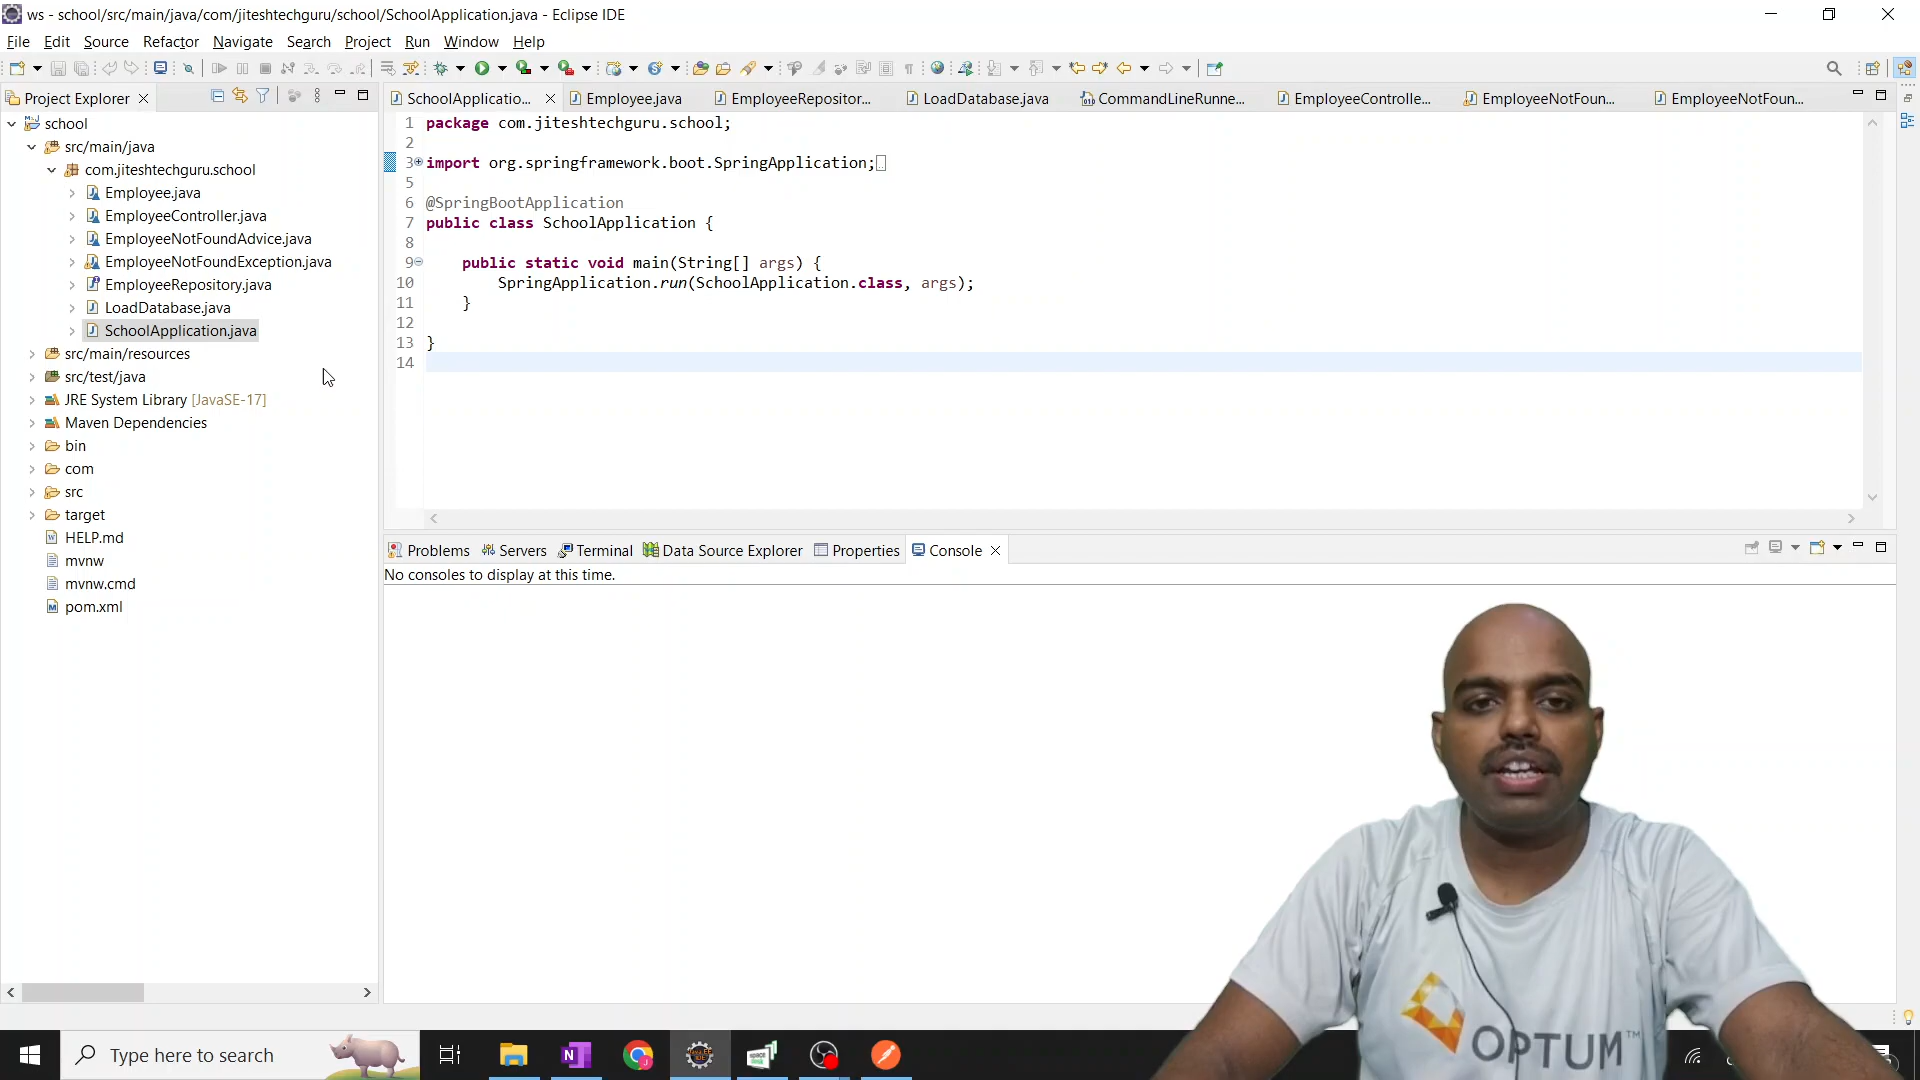 ws - school/src/main/java/com/jiteshtechguru/school/SchoolApplication.java - Eclipse IDE
File Edit Source Refactor Navigate Search Project Run Window Help
Project Explorer
school
src/main/java
com.jiteshtechguru.school
Employee.java
EmployeeController.java
EmployeeNotFoundAdvice.java
EmployeeNotFoundException.java
EmployeeRepository.java
LoadDatabase.java
SchoolApplication.java
src/main/resources
src/test/java
JRE System Library [JavaSE-17]
Maven Dependencies
bin
com
src
target
HELP.md
mvnw
mvnw.cmd
pom.xml
SchoolApplicatio... Employee.java EmployeeRepositor... LoadDatabase.java CommandLineRunne... EmployeeControlle... EmployeeNotFoun... EmployeeNotFoun...
1 package com.jiteshtechguru.school;
2
3 import org.springframework.boot.SpringApplication;
5
6 @SpringBootApplication
7 public class SchoolApplication {
8
9 public static void main(String[] args) {
10 SpringApplication.run(SchoolApplication.class, args);
11 }
12
13 }
14
Problems Servers Terminal Data Source Explorer Properties Console
No consoles to display at this time.
OPTUM™
Type here to search